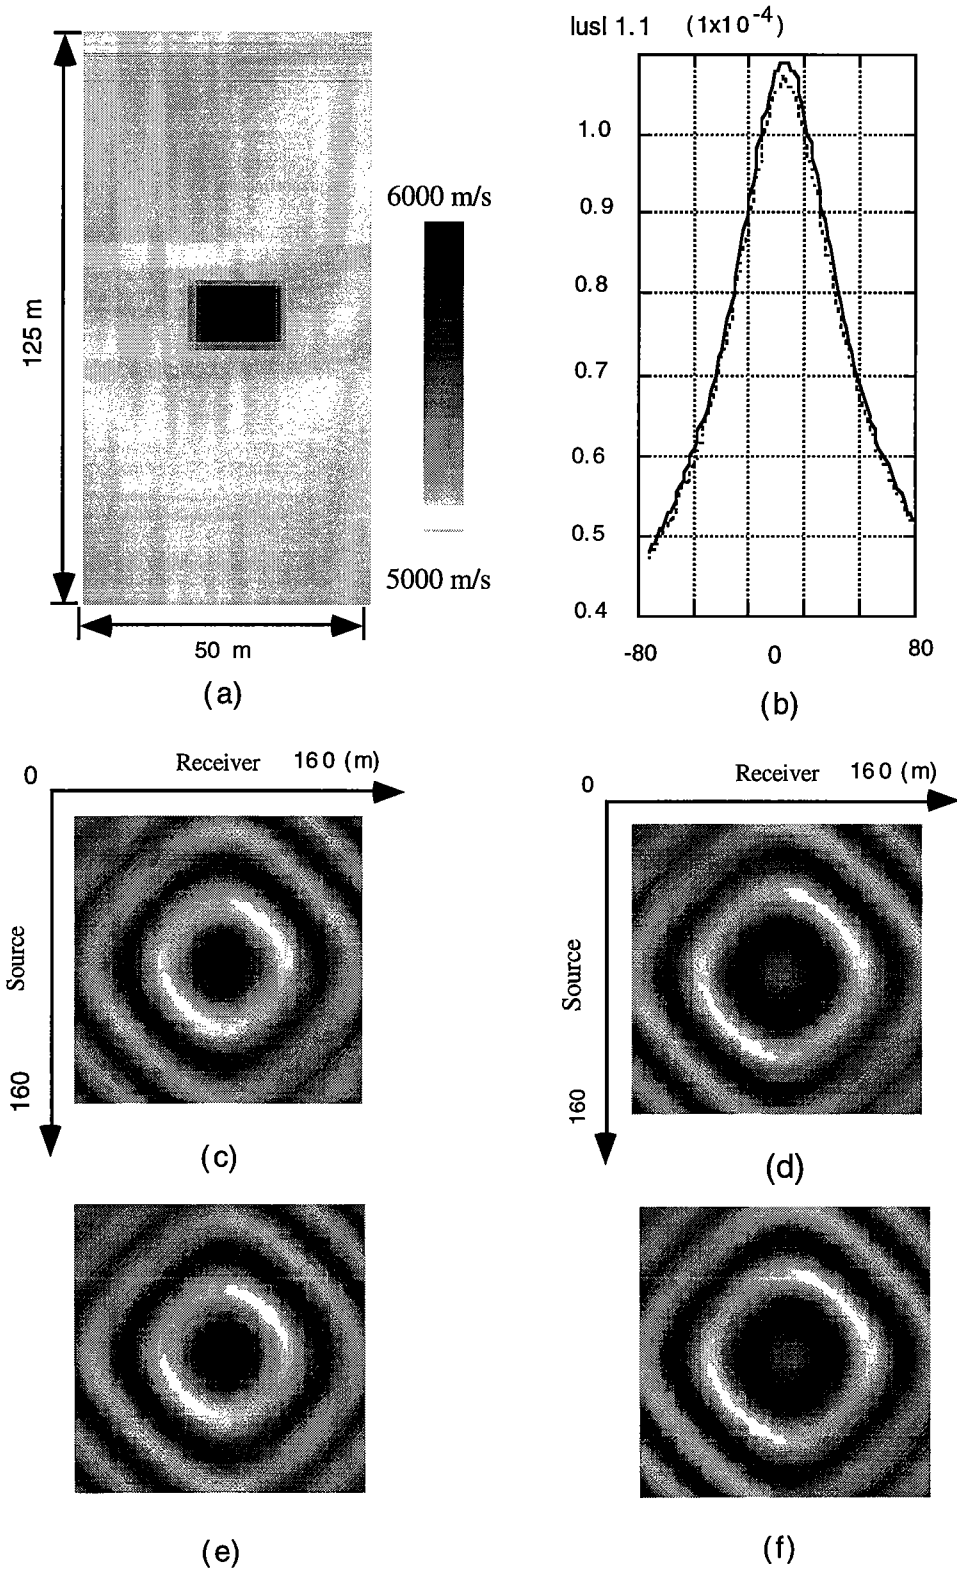 |us| 1.1 (1x10⁻⁴)
125 m
6000 m/s
5000 m/s
50 m
(a)
1.0
0.9
0.8
0.7
0.6
0.5
0.4
-80 0 80
(b)
0 Receiver 160 (m)
Source
160
(c)
0 Receiver 160 (m)
Source
160
(d)
(e)
(f)